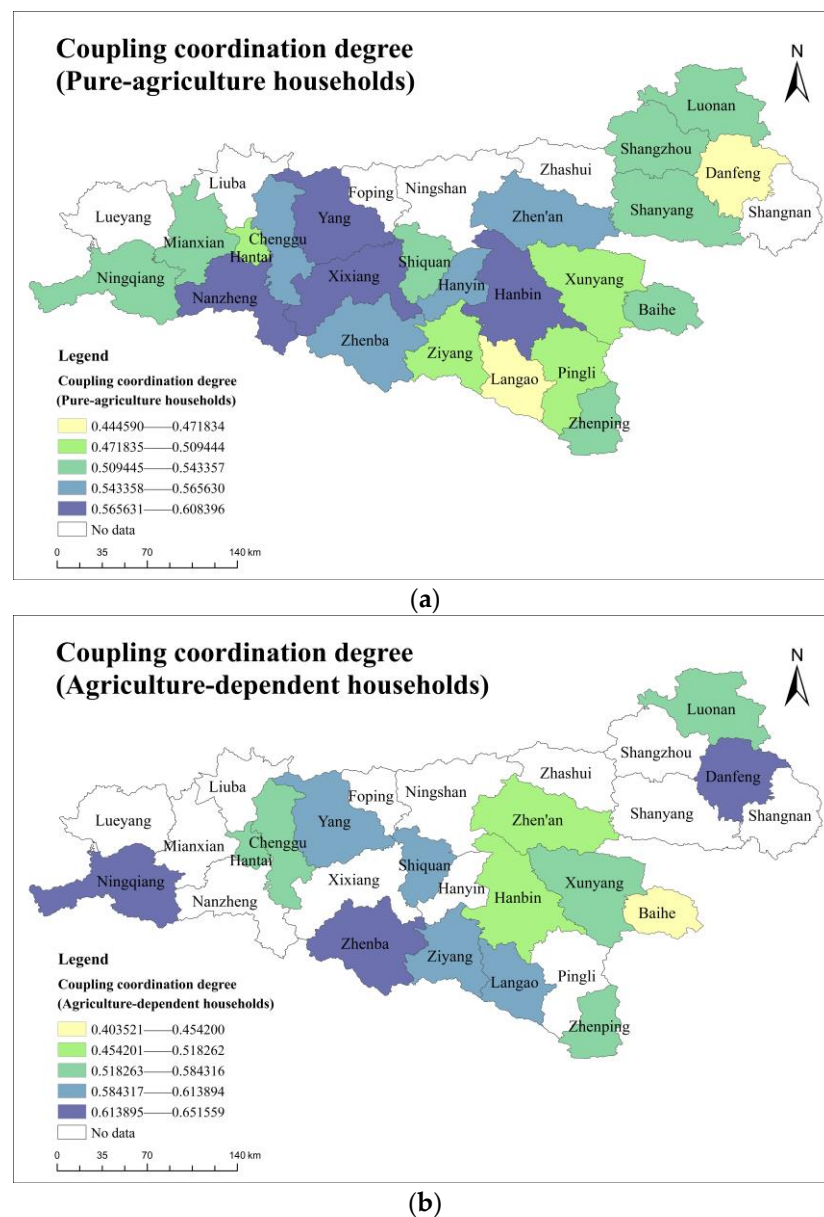 Coupling coordination degree
(Pure-agriculture households)
N
Luonan
Shangzhou
Danfeng
Zhashui
Liuba
Foping
Ningshan
Shangnan
Lueyang
Yang
Zhen'an
Shanyang
Mianxian
Chenggu
Hantai
Shiquan
Ningqiang
Xixiang
Hanyin
Hanbin
Xunyang
Nanzheng
Baihe
Zhenba
Ziyang
Langao
Pingli
Zhenping
Legend
Coupling coordination degree
(Pure-agriculture households)
0.444590——0.471834
0.471835——0.509444
0.509445——0.543357
0.543358——0.565630
0.565631——0.608396
No data
0 35 70 140 km
(a)
Coupling coordination degree
(Agriculture-dependent households)
N
Luonan
Shangzhou
Danfeng
Zhashui
Liuba
Foping
Ningshan
Shanyang
Shangnan
Lueyang
Yang
Zhen'an
Mianxian
Chenggu
Hantai
Shiquan
Ningqiang
Xixiang
Hanyin
Xunyang
Nanzheng
Hanbin
Baihe
Zhenba
Ziyang
Langao
Pingli
Zhenping
Legend
Coupling coordination degree
(Agriculture-dependent households)
0.403521——0.454200
0.454201——0.518262
0.518263——0.584316
0.584317——0.613894
0.613895——0.651559
No data
0 35 70 140 km
(b)